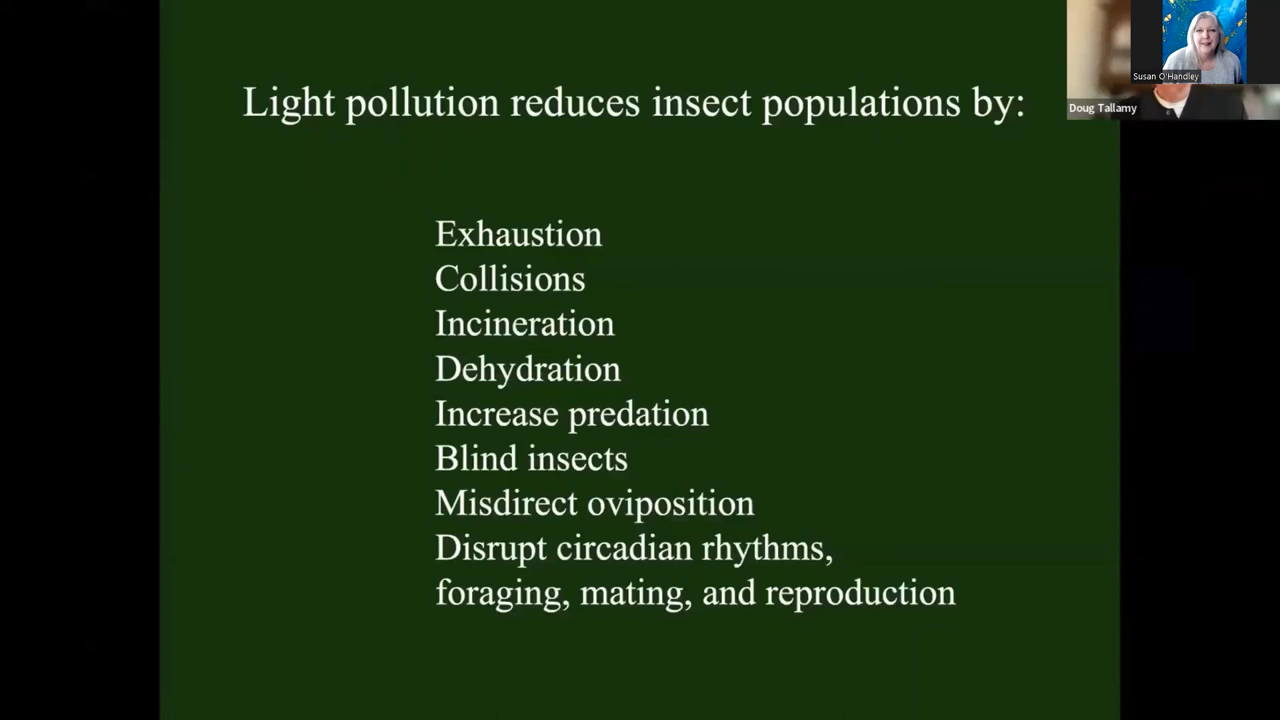 Light pollution reduces insect populations by:
Exhaustion
Collisions
Incineration
Dehydration
Increase predation
Blind insects
Misdirect oviposition
Disrupt circadian rhythms,
foraging, mating, and reproduction
Susan O'Handley
Doug Tallamy